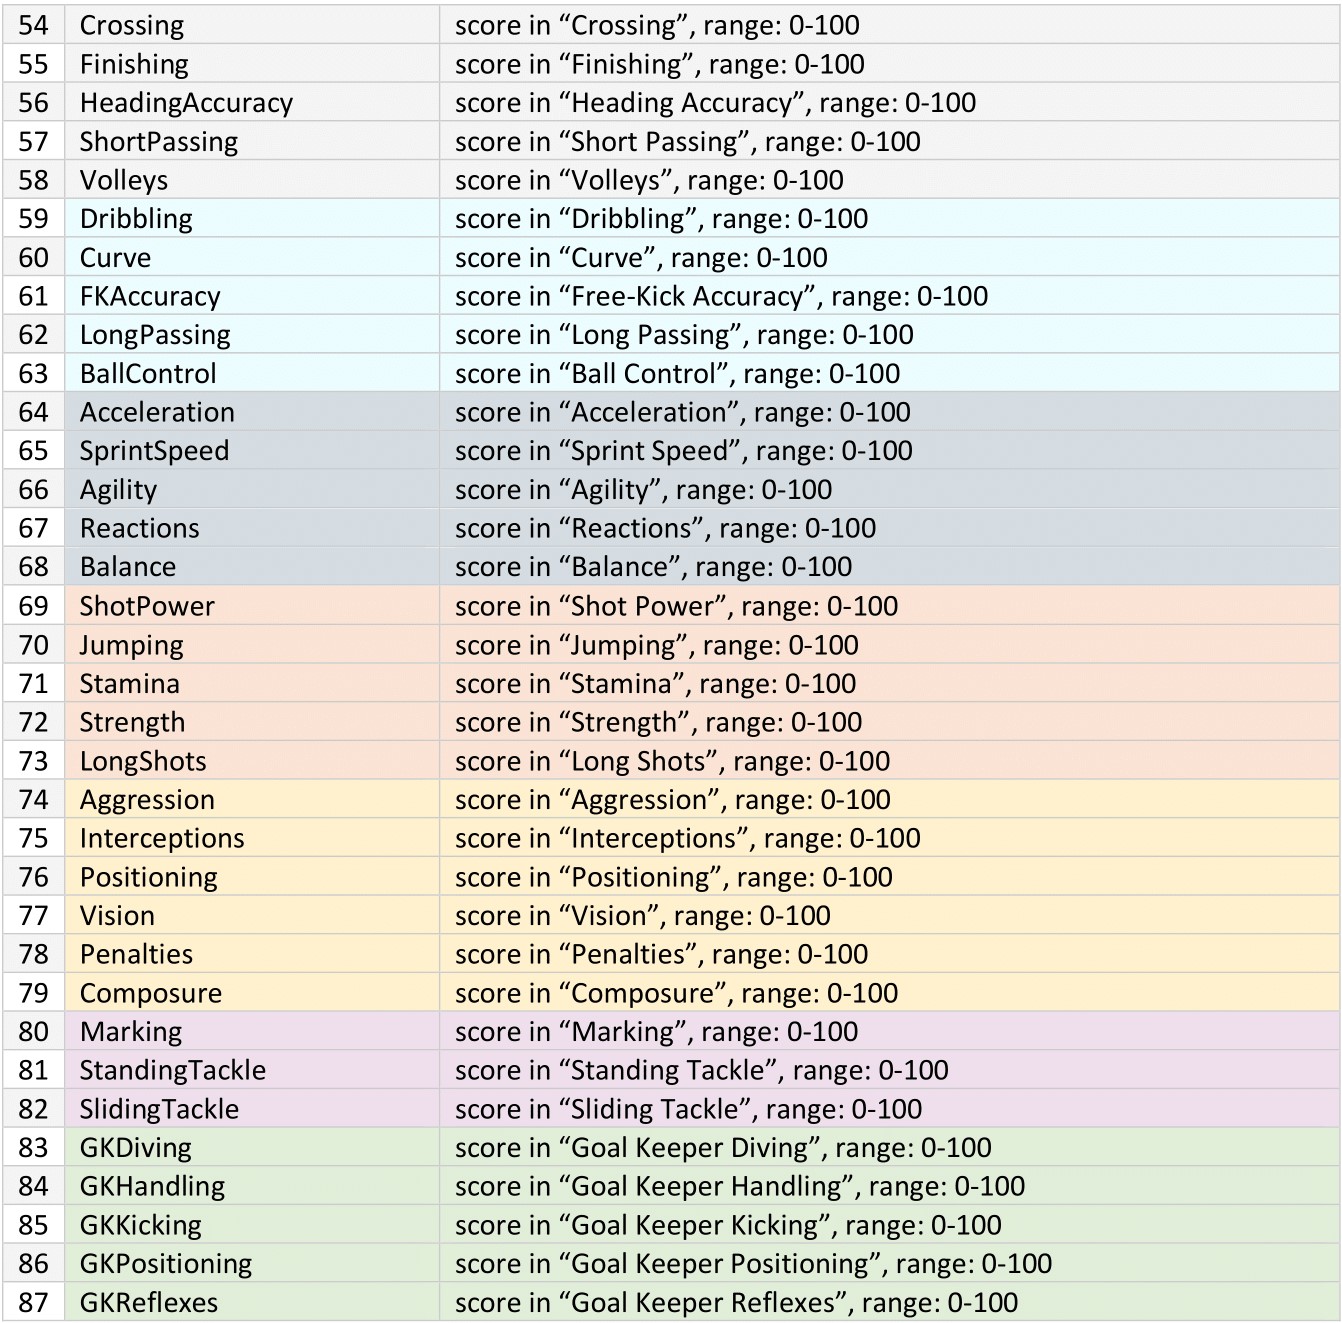 54 Crossing score in “Crossing”, range: 0-100
55 Finishing score in “Finishing”, range: 0-100
56 HeadingAccuracy score in “Heading Accuracy”, range: 0-100
57 ShortPassing score in “Short Passing”, range: 0-100
58 Volleys score in “Volleys”, range: 0-100
59 Dribbling score in “Dribbling”, range: 0-100
60 Curve score in “Curve”, range: 0-100
61 FKAccuracy score in “Free-Kick Accuracy”, range: 0-100
62 LongPassing score in “Long Passing”, range: 0-100
63 BallControl score in “Ball Control”, range: 0-100
64 Acceleration score in “Acceleration”, range: 0-100
65 SprintSpeed score in “Sprint Speed”, range: 0-100
66 Agility score in “Agility”, range: 0-100
67 Reactions score in “Reactions”, range: 0-100
68 Balance score in “Balance”, range: 0-100
69 ShotPower score in “Shot Power”, range: 0-100
70 Jumping score in “Jumping”, range: 0-100
71 Stamina score in “Stamina”, range: 0-100
72 Strength score in “Strength”, range: 0-100
73 LongShots score in “Long Shots”, range: 0-100
74 Aggression score in “Aggression”, range: 0-100
75 Interceptions score in “Interceptions”, range: 0-100
76 Positioning score in “Positioning”, range: 0-100
77 Vision score in “Vision”, range: 0-100
78 Penalties score in “Penalties”, range: 0-100
79 Composure score in “Composure”, range: 0-100
80 Marking score in “Marking”, range: 0-100
81 StandingTackle score in “Standing Tackle”, range: 0-100
82 SlidingTackle score in “Sliding Tackle”, range: 0-100
83 GKDiving score in “Goal Keeper Diving”, range: 0-100
84 GKHandling score in “Goal Keeper Handling”, range: 0-100
85 GKKicking score in “Goal Keeper Kicking”, range: 0-100
86 GKPositioning score in “Goal Keeper Positioning”, range: 0-100
87 GKReflexes score in “Goal Keeper Reflexes”, range: 0-100